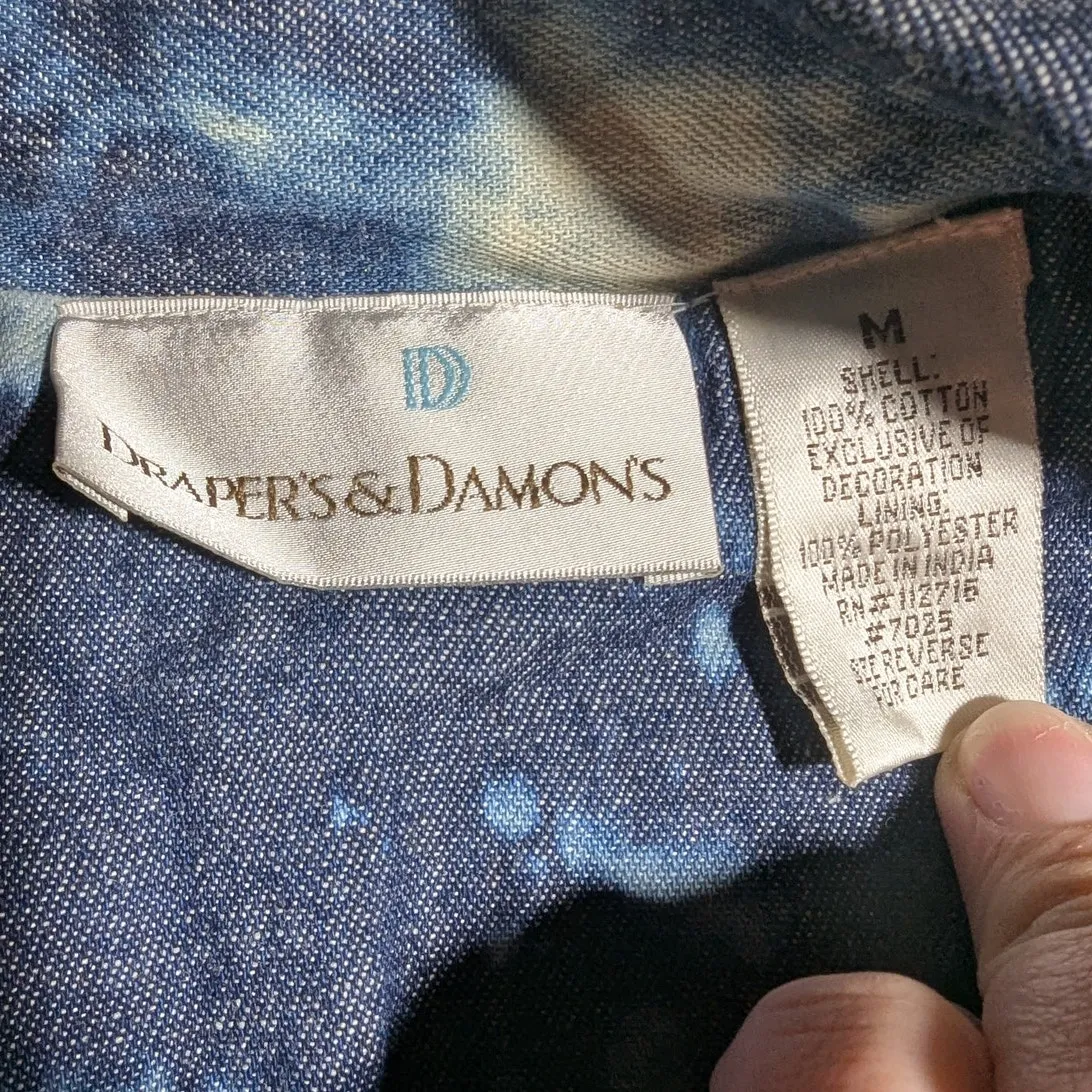 DD
DRAPER'S & DAMON'S
M
SHELL:
100% COTTON
EXCLUSIVE OF
DECORATION
LINING:
100% POLYESTER
MADE IN INDIA
RN # 112716
#7025
SEE REVERSE
FOR CARE